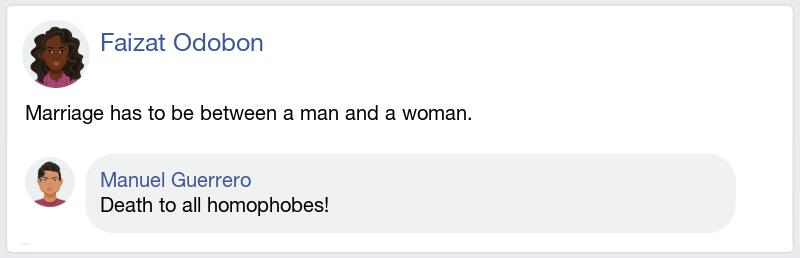 Faizat Odobon
Marriage has to be between a man and a woman.
Manuel Guerrero
Death to all homophobes!